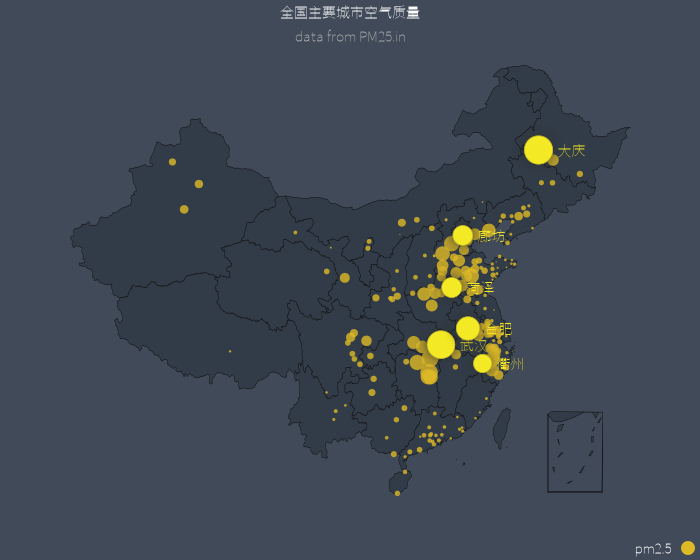 全国主要城市空气质量
data from PM25.in
大庆
廊坊
菏泽
合肥
武汉
衢州
pm2.5